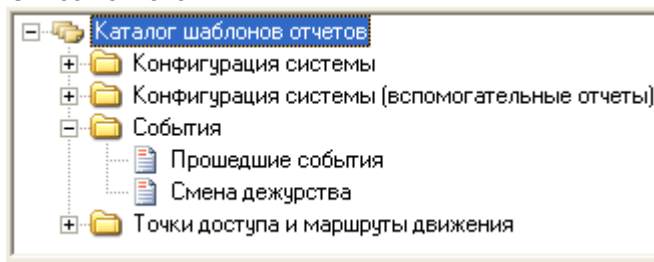 Каталог шаблонов отчетов
Конфигурация системы
Конфигурация системы (вспомогательные отчеты)
События
Прошедшие события
Смена дежурства
Точки доступа и маршруты движения